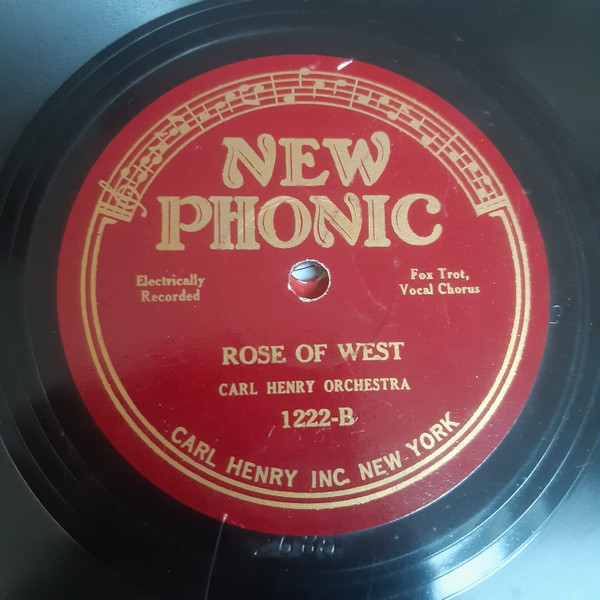 NEW
PHONIC
Electrically
Recorded
Fox Trot,
Vocal Chorus
ROSE OF WEST
CARL HENRY ORCHESTRA
1222-B
CARL HENRY INC. NEW YORK